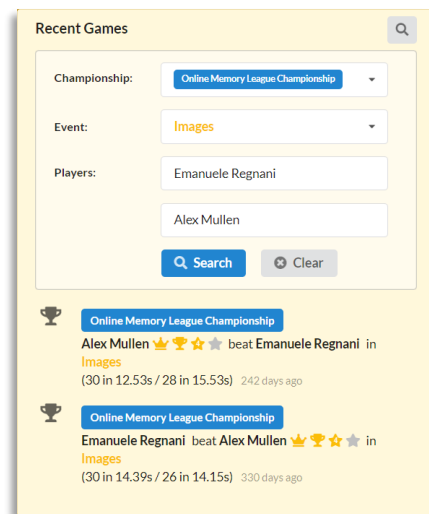 Recent Games
Championship: Online Memory League Championship
Event: Images
Players: Emanuele Regnani
Alex Mullen
Search Clear
Online Memory League Championship
Alex Mullen 4 beat Emanuele Regnani in
Images
(30 in 12.53s / 28 in 15.53s) 242 days ago
Online Memory League Championship
Emanuele Regnani beat Alex Mullen 4 in
Images
(30 in 14.39s / 26 in 14.15s) 330 days ago